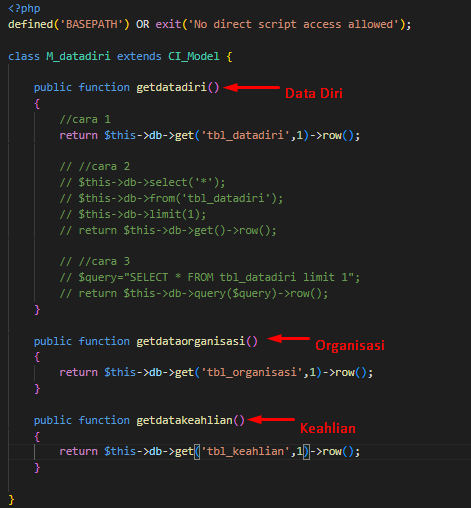 <?php
defined('BASEPATH') OR exit('No direct script access allowed');
class M_datadiri extends CI_Model {
public function getdatadiri() Data Diri
{
//cara 1
return $this->db->get('tbl_datadiri',1)->row();
// //cara 2
// $this->db->select('*');
// $this->db->from('tbl_datadiri');
// $this->db->limit(1);
// return $this->db->get()->row();
// //cara 3
// $query="SELECT * FROM tbl_datadiri limit 1";
// return $this->db->query($query)->row();
}
public function getdataorganisasi() Organisasi
{
return $this->db->get('tbl_organisasi',1)->row();
}
public function getdatakeahlian() Keahlian
{
return $this->db->get('tbl_keahlian',1)->row();
}
}